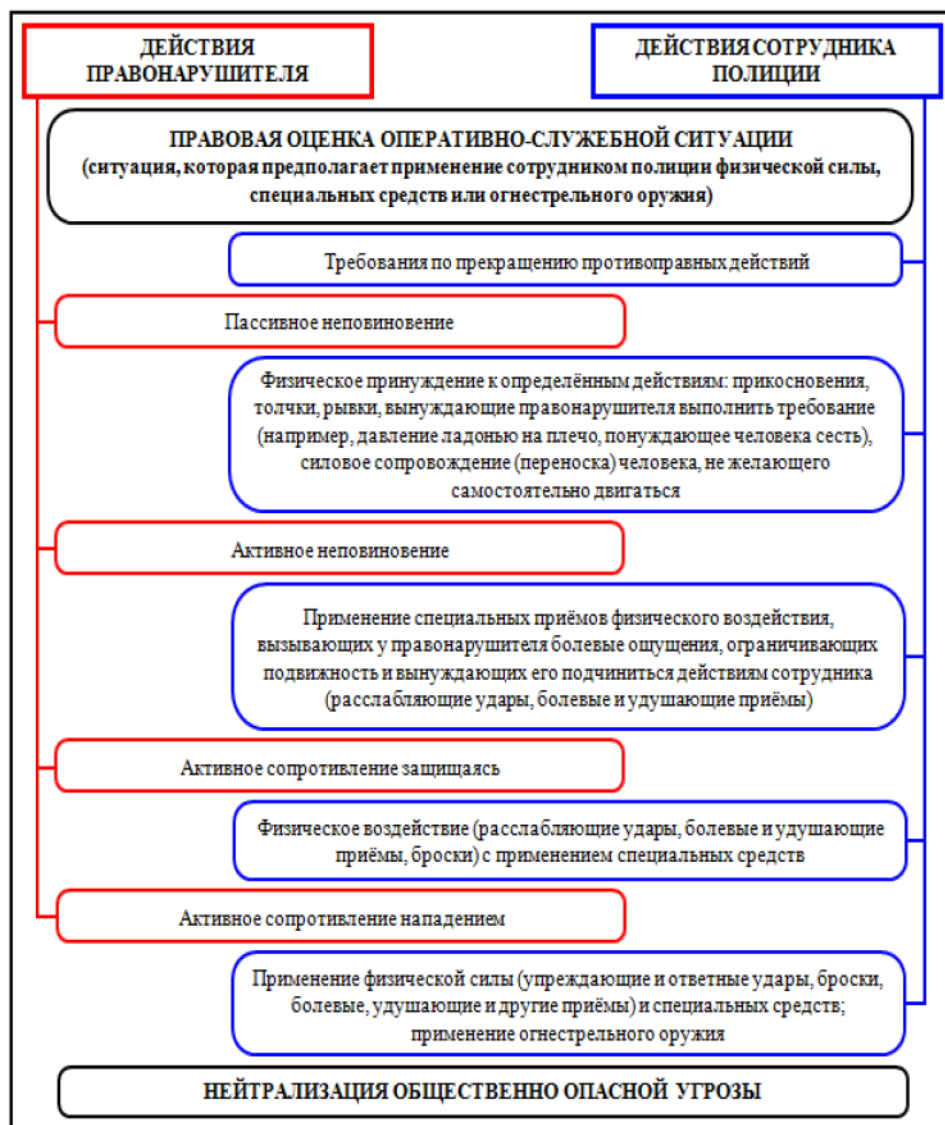 ДЕЙСТВИЯ
ПРАВОНАРУШИТЕЛЯ
ДЕЙСТВИЯ СОТРУДНИКА
ПОЛИЦИИ
ПРАВОВАЯ ОЦЕНКА ОПЕРАТИВНО-СЛУЖЕБНОЙ СИТУАЦИИ
(ситуация, которая предполагает применение сотрудником полиции физической силы,
специальных средств или огнестрельного оружия)
Требования по прекращению противоправных действий
Пассивное неповиновение
Физическое принуждение к определённым действиям: прикосновения,
толчки, рывки, вынуждающие правонарушителя выполнить требование
(например, давление ладонью на плечо, понуждающее человека сесть),
силовое сопровождение (переноска) человека, не желающего
самостоятельно двигаться
Активное неповиновение
Применение специальных приёмов физического воздействия,
вызывающих у правонарушителя болевые ощущения, ограничивающих
подвижность и вынуждающих его подчиниться действиям сотрудника
(расслабляющие удары, болевые и удушающие приёмы)
Активное сопротивление защищаясь
Физическое воздействие (расслабляющие удары, болевые и удушающие
приёмы, броски) с применением специальных средств
Активное сопротивление нападением
Применение физической силы (упреждающие и ответные удары, броски,
болевые, удушающие и другие приёмы) и специальных средств;
применение огнестрельного оружия
НЕЙТРАЛИЗАЦИЯ ОБЩЕСТВЕННО ОПАСНОЙ УГРОЗЫ